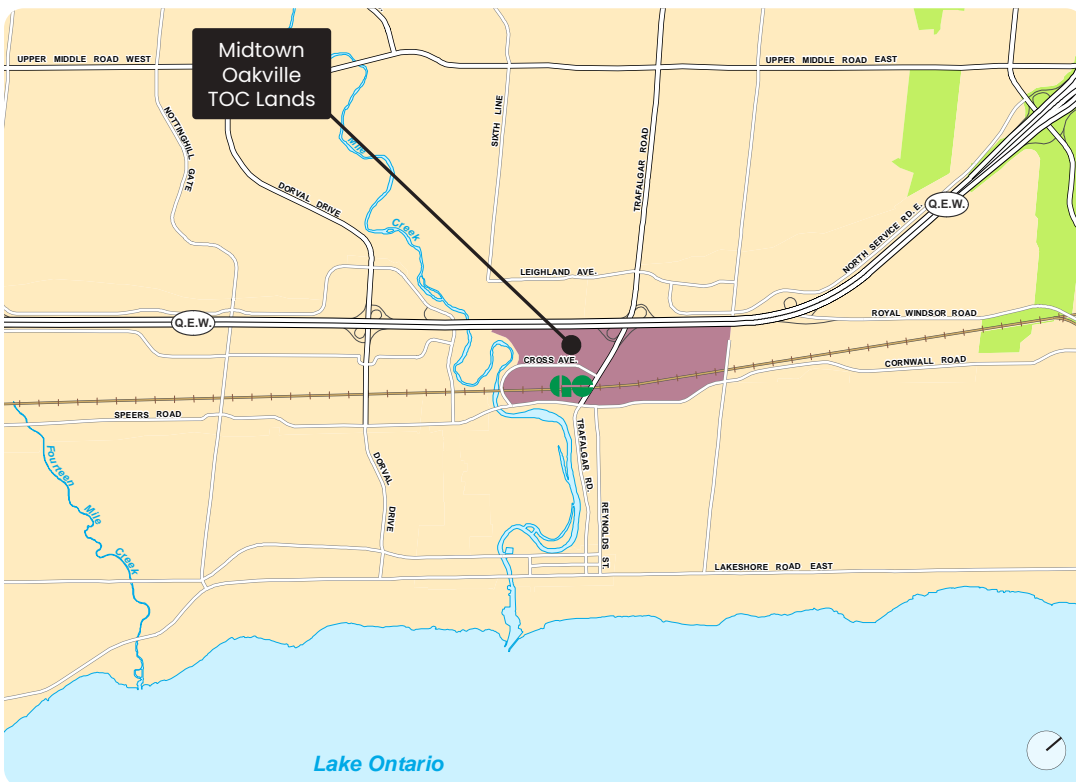 Midtown
Oakville
TOC Lands
UPPER MIDDLE ROAD WEST
UPPER MIDDLE ROAD EAST
NOTTINGHILL GATE
SIXTH LINE
TRAFALGAR ROAD
Mile
Creek
DORVAL DRIVE
Q.E.W.
NORTH SERVICE RD. E.
LEIGHLAND AVE.
Q.E.W.
ROYAL WINDSOR ROAD
CROSS AVE.
CORNWALL ROAD
SPEERS ROAD
TRAFALGAR RD.
DORVAL
DRIVE
Fourteen
Mile
Creek
REYNOLDS ST.
LAKESHORE ROAD EAST
Lake Ontario